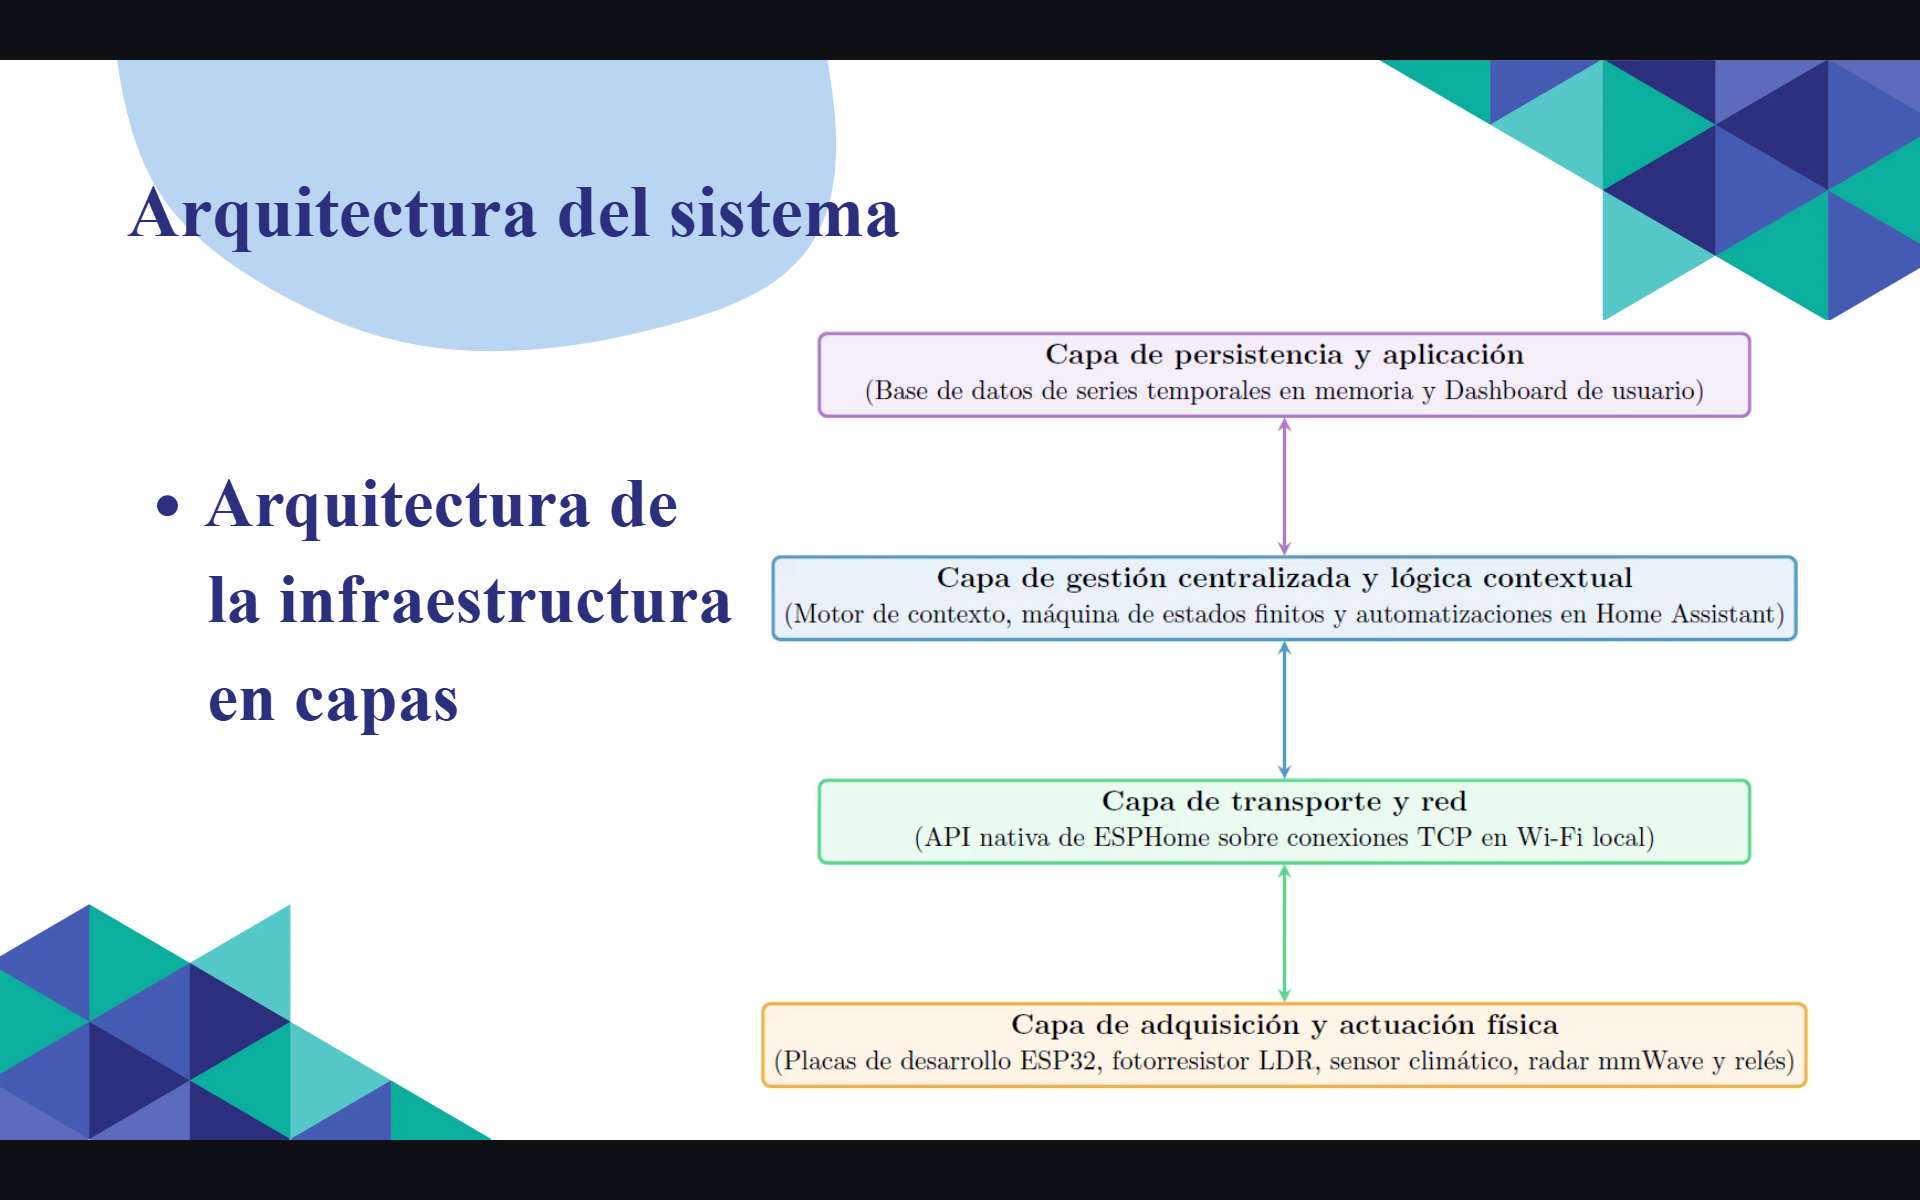 Arquitectura del sistema
• Arquitectura de
la infraestructura
en capas
Capa de persistencia y aplicación
(Base de datos de series temporales en memoria y Dashboard de usuario)
Capa de gestión centralizada y lógica contextual
(Motor de contexto, máquina de estados finitos y automatizaciones en Home Assistant)
Capa de transporte y red
(API nativa de ESPHome sobre conexiones TCP en Wi-Fi local)
Capa de adquisición y actuación física
(Placas de desarrollo ESP32, fotorresistor LDR, sensor climático, radar mmWave y relés)